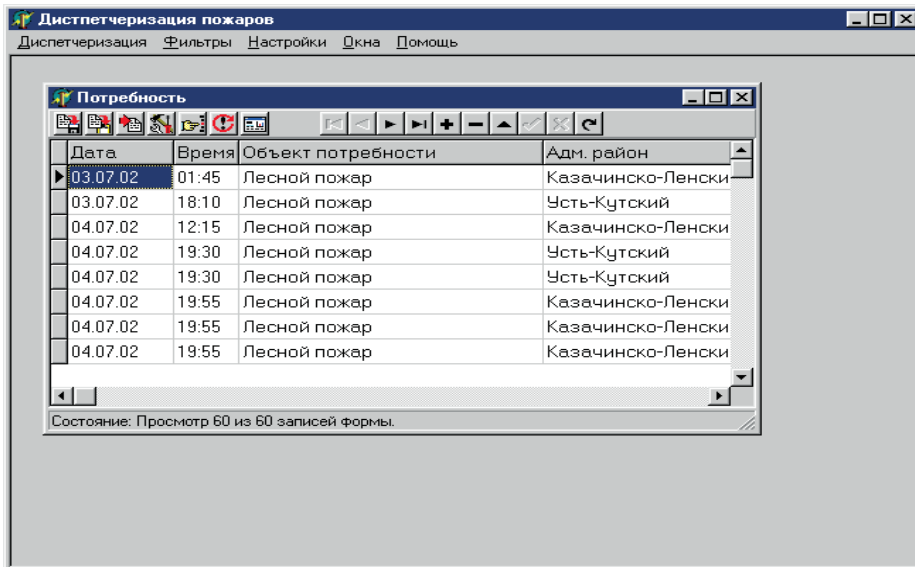 Дистпетчеризация пожаров
Диспетчеризация Фильтры Настройки Окна Помощь
Потребность
Дата Время Объект потребности Адм. район
03.07.02 01:45 Лесной пожар Казачинско-Ленски
03.07.02 18:10 Лесной пожар Усть-Кутский
04.07.02 12:15 Лесной пожар Казачинско-Ленски
04.07.02 19:30 Лесной пожар Усть-Кутский
04.07.02 19:30 Лесной пожар Усть-Кутский
04.07.02 19:55 Лесной пожар Казачинско-Ленски
04.07.02 19:55 Лесной пожар Казачинско-Ленски
04.07.02 19:55 Лесной пожар Казачинско-Ленски
Состояние: Просмотр 60 из 60 записей формы.